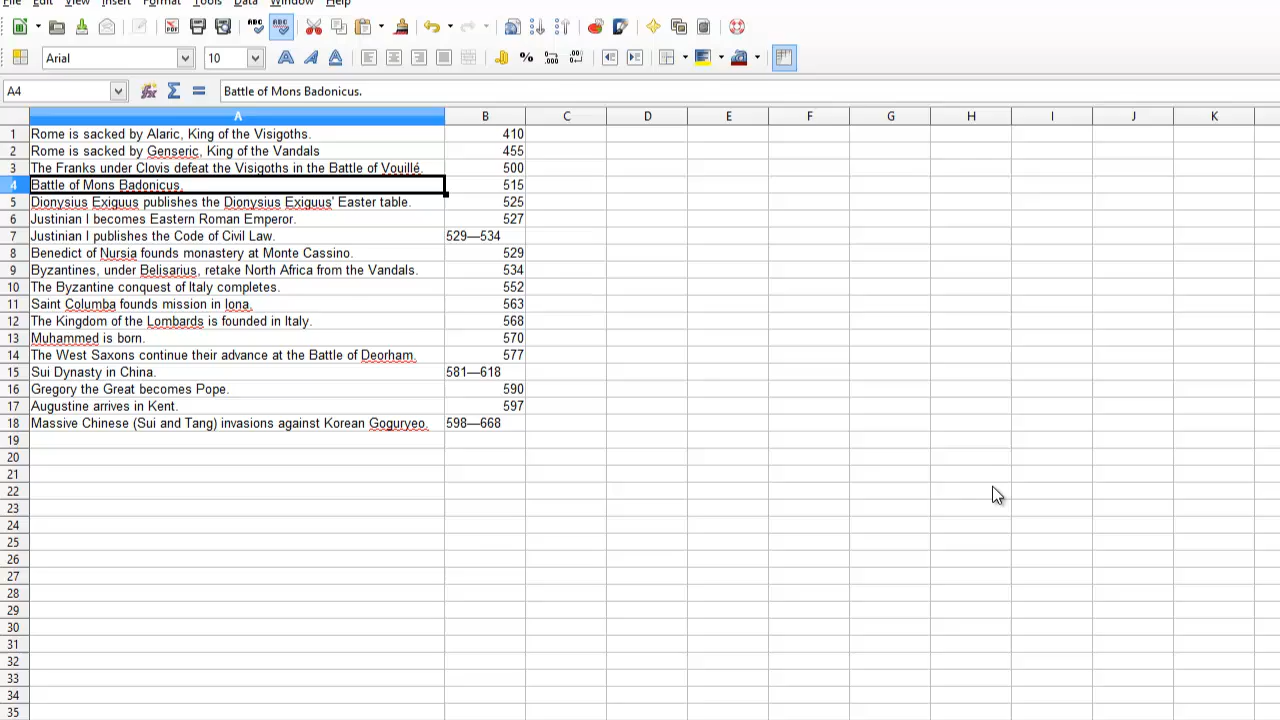 File Edit View Insert Format Tools Data Window Help
Arial 10
A4 Battle of Mons Badonicus.
A B C D E F G H I J K
1 Rome is sacked by Alaric, King of the Visigoths. 410
2 Rome is sacked by Genseric, King of the Vandals 455
3 The Franks under Clovis defeat the Visigoths in the Battle of Vouillé. 500
4 Battle of Mons Badonicus. 515
5 Dionysius Exiguus publishes the Dionysius Exiguus' Easter table. 525
6 Justinian I becomes Eastern Roman Emperor. 527
7 Justinian I publishes the Code of Civil Law. 529—534
8 Benedict of Nursia founds monastery at Monte Cassino. 529
9 Byzantines, under Belisarius, retake North Africa from the Vandals. 534
10 The Byzantine conquest of Italy completes. 552
11 Saint Columba founds mission in Iona. 563
12 The Kingdom of the Lombards is founded in Italy. 568
13 Muhammed is born. 570
14 The West Saxons continue their advance at the Battle of Deorham. 577
15 Sui Dynasty in China. 581—618
16 Gregory the Great becomes Pope. 590
17 Augustine arrives in Kent. 597
18 Massive Chinese (Sui and Tang) invasions against Korean Goguryeo. 598—668
19
20
21
22
23
24
25
26
27
28
29
30
31
32
33
34
35